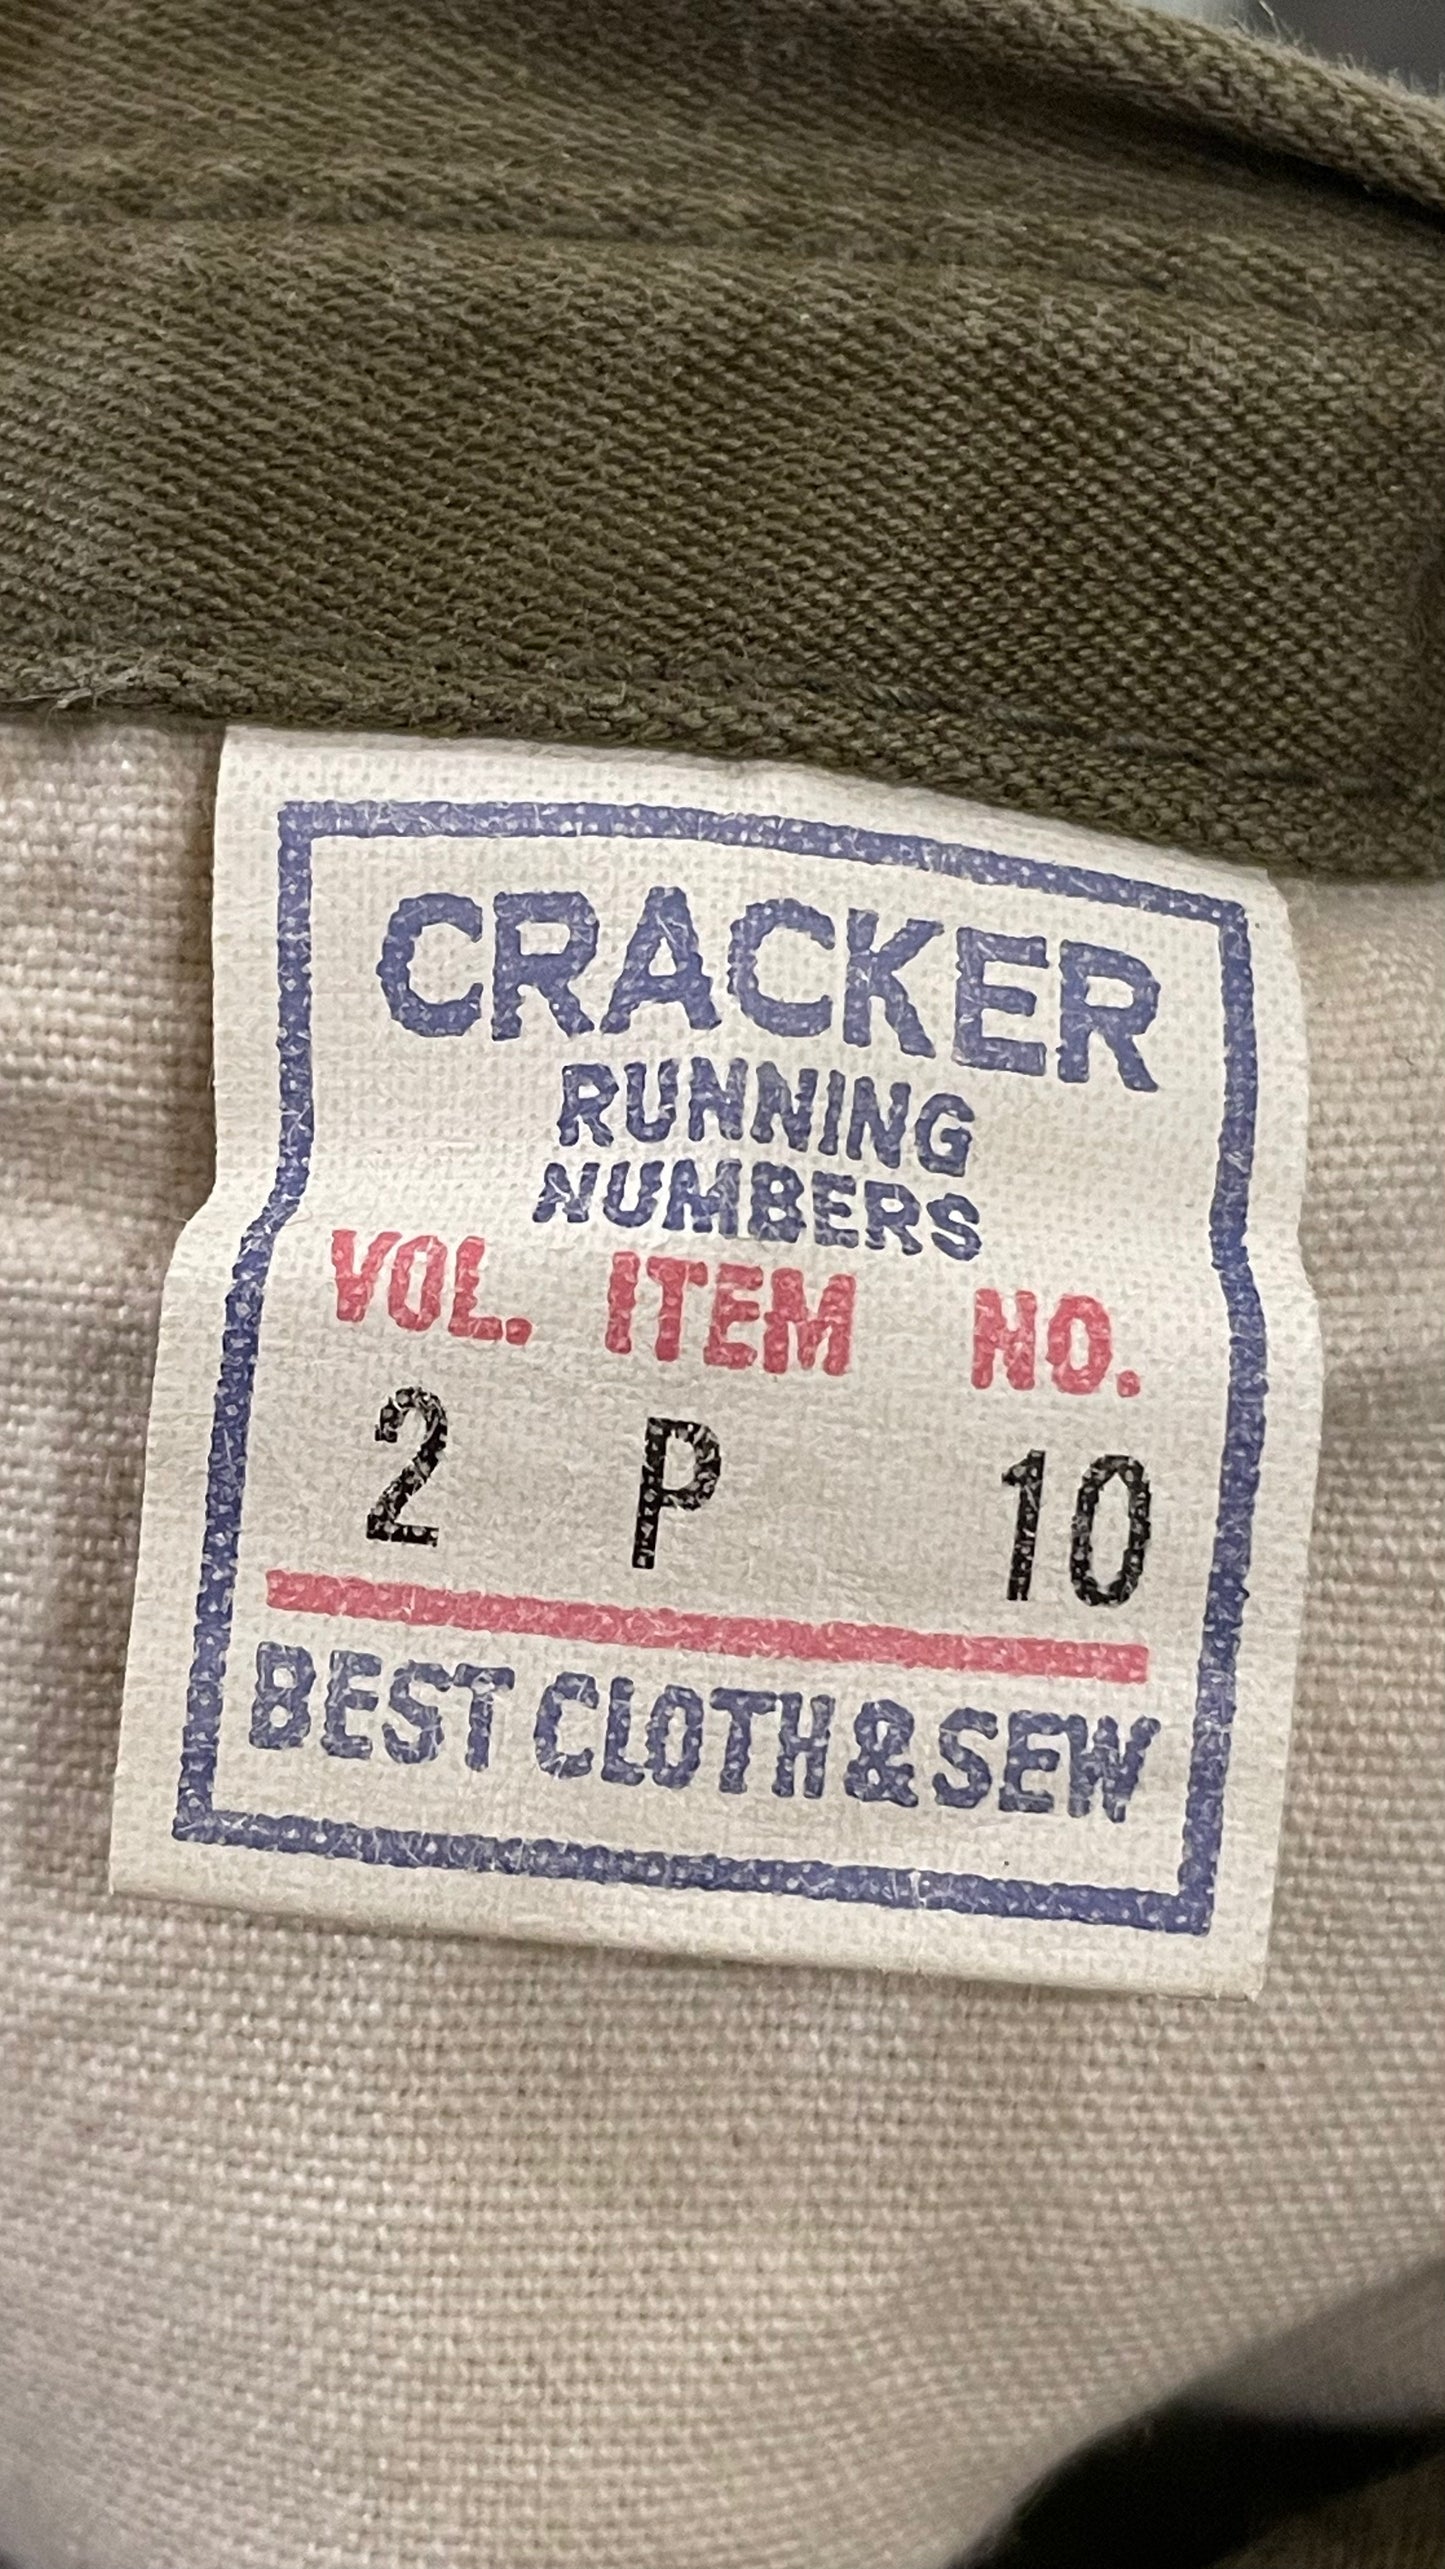 CRACKER
RUNNING
NUMBERS
VOL. ITEM NO.
2 P 10
BEST CLOTH&SEW